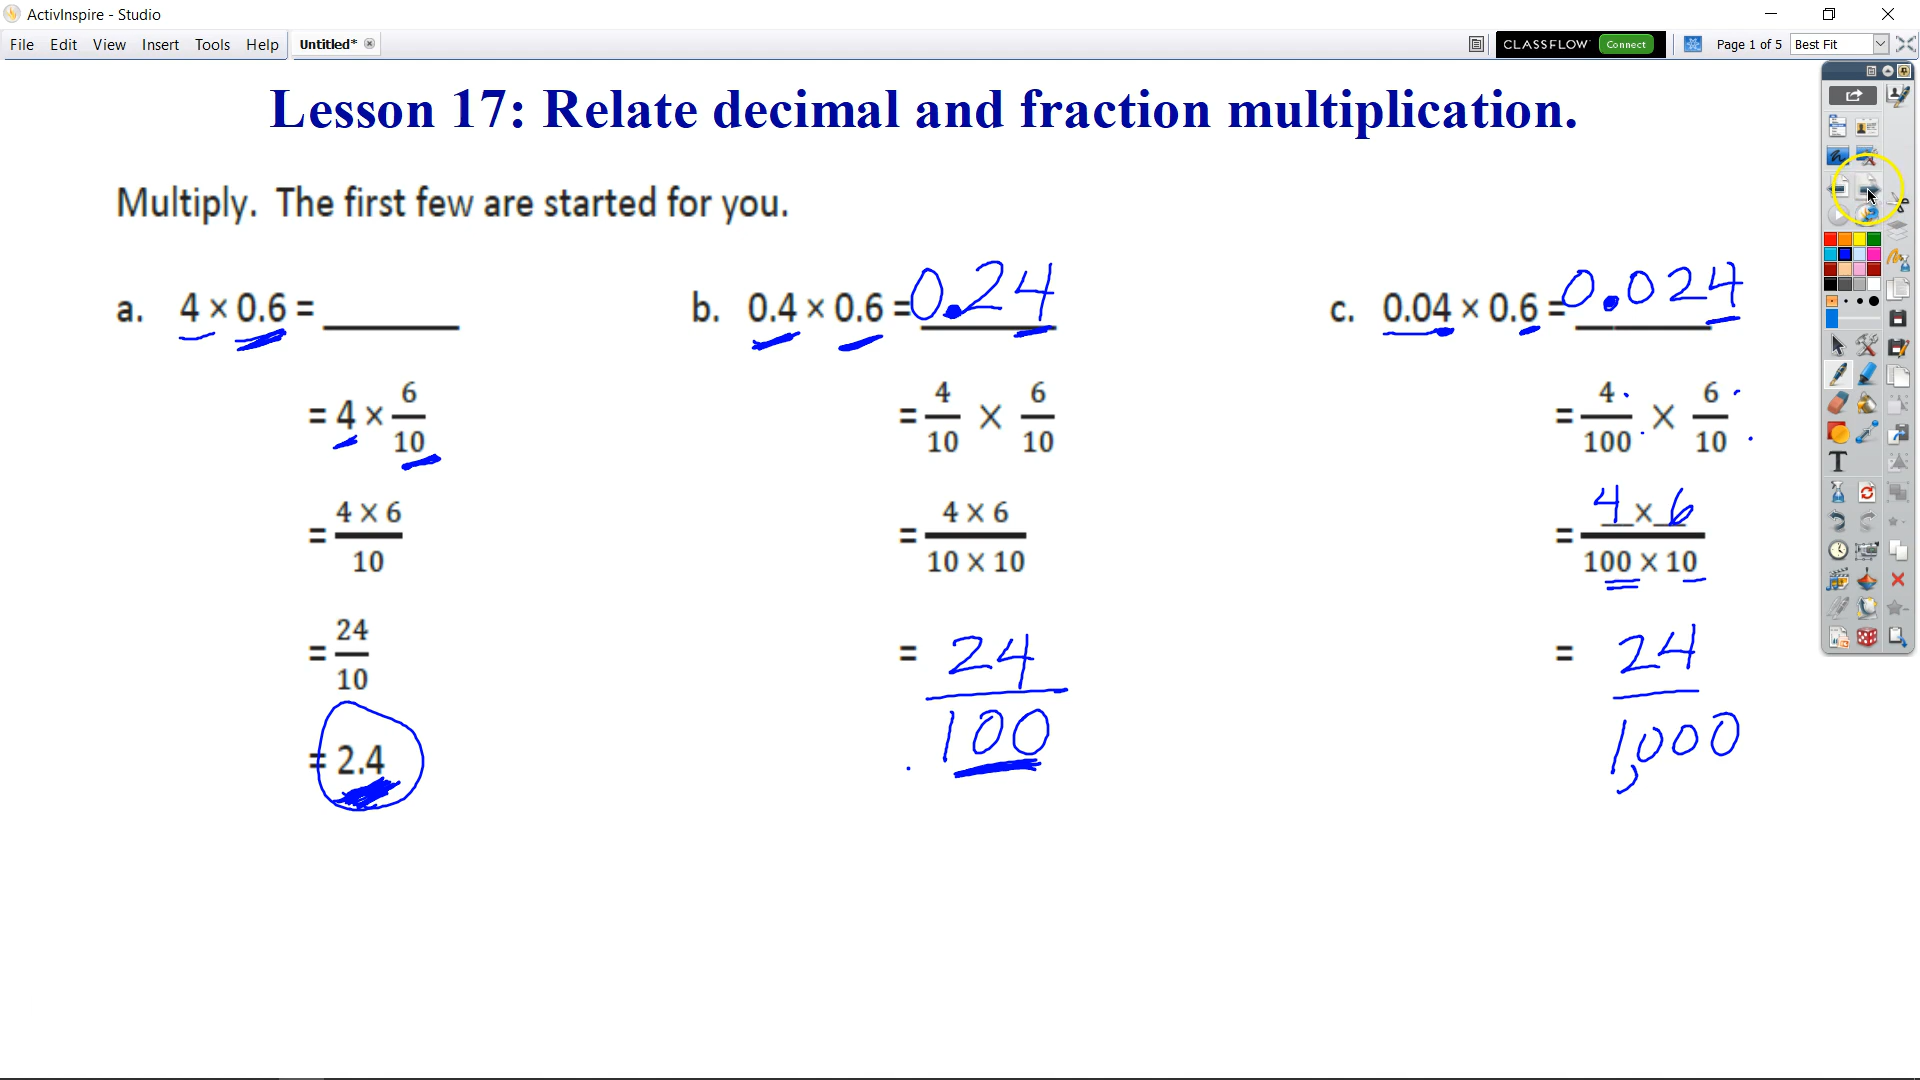 ActivInspire - Studio
File Edit View Insert Tools Help Untitled*
CLASSFLOW Connect Page 1 of 5 Best Fit
Lesson 17: Relate decimal and fraction multiplication.
Multiply. The first few are started for you.
a. 4 × 0.6 = ______
= 4 × 6/10
= 4 × 6 / 10
= 24/10
= 2.4
b. 0.4 × 0.6 = 0.24
= 4/10 × 6/10
= 4 × 6 / 10 × 10
= 24/100
c. 0.04 × 0.6 = 0.024
= 4/100 × 6/10
= 4 × 6 / 100 × 10
= 24/1,000